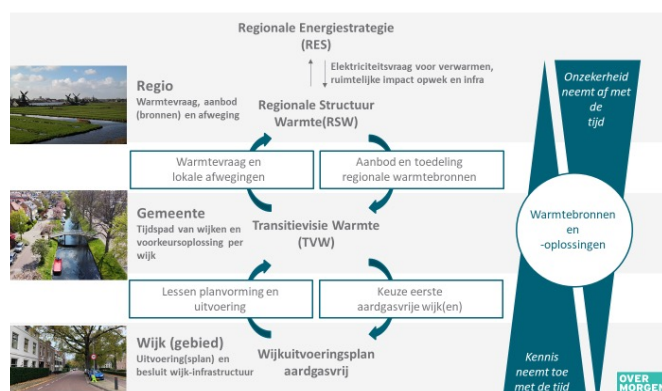 Regionale Energiestrategie
(RES)
Elektriciteitsvraag voor verwarmen,
ruimtelijke impact opwek en infra
Onzekerheid
neemt af met
de
tijd
Regio
Warmtevraag, aanbod
(bronnen) en afweging
Regionale Structuur
Warmte(RSW)
Warmtevraag en
lokale afwegingen
Aanbod en toedeling
regionale warmtebronnen
Gemeente
Tijdspad van wijken en
voorkeursoplossing per
wijk
Transitievisie Warmte
(TVW)
Warmtebronnen
en
-oplossingen
Lessen planvorming en
uitvoering
Keuze eerste
aardgasvrije wijk(en)
Wijk (gebied)
Uitvoering(splan) en
besluit wijk-infrastructuur
Wijkuitvoeringsplan
aardgasvrij
Kennis
neemt toe
met de tijd
OVER
MORGEN